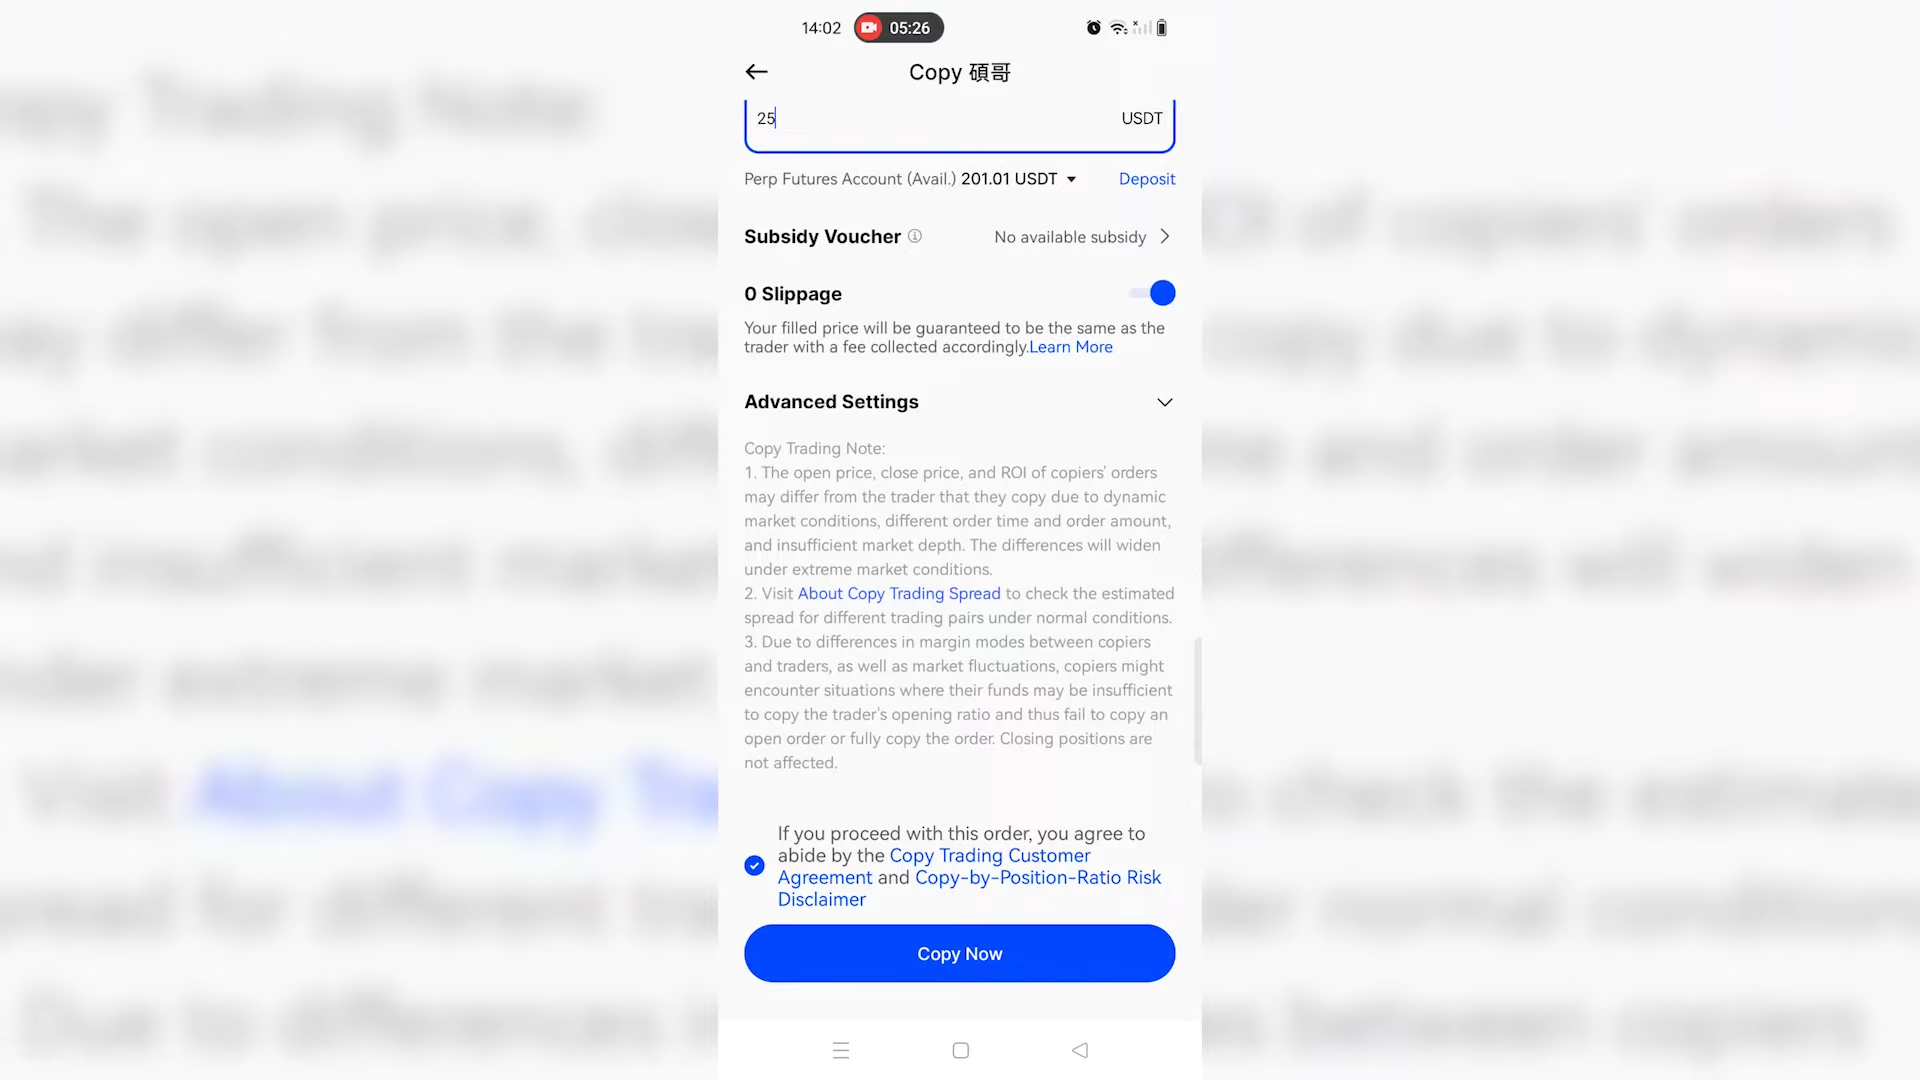 14:02 05:26
Copy 碩哥
25 USDT
Perp Futures Account (Avail.) 201.01 USDT Deposit
Subsidy Voucher No available subsidy
0 Slippage
Your filled price will be guaranteed to be the same as the
trader with a fee collected accordingly.Learn More
Advanced Settings
Copy Trading Note:
1. The open price, close price, and ROI of copiers' orders
may differ from the trader that they copy due to dynamic
market conditions, different order time and order amount,
and insufficient market depth. The differences will widen
under extreme market conditions.
2. Visit About Copy Trading Spread to check the estimated
spread for different trading pairs under normal conditions.
3. Due to differences in margin modes between copiers
and traders, as well as market fluctuations, copiers might
encounter situations where their funds may be insufficient
to copy the trader's opening ratio and thus fail to copy an
open order or fully copy the order. Closing positions are
not affected.
If you proceed with this order, you agree to
abide by the Copy Trading Customer
Agreement and Copy-by-Position-Ratio Risk
Disclaimer
Copy Now